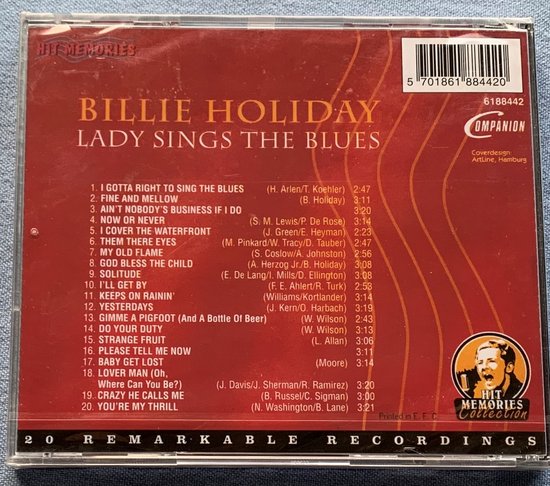 HIT MEMORIES
5 701861 884420
6188442
COMPANION
Coverdesign:
ArtLine, Hamburg
BILLIE HOLIDAY
LADY SINGS THE BLUES
1. I GOTTA RIGHT TO SING THE BLUES (H. Arlen/T. Koehler) 2:47
2. FINE AND MELLOW (B. Holiday) 3:11
3. AIN'T NOBODY'S BUSINESS IF I DO 3:20
4. NOW OR NEVER (S. M. Lewis/P. De Rose) 3:14
5. I COVER THE WATERFRONT (J. Green/E. Heyman) 2:23
6. THEM THERE EYES (M. Pinkard/W. Tracy/D. Tauber) 2:47
7. MY OLD FLAME (S. Coslow/A. Johnston) 2:56
8. GOD BLESS THE CHILD (A. Herzog Jr./B. Holiday) 3:08
9. SOLITUDE (E. De Lang/I. Mills/D. Ellington) 3:08
10. I'LL GET BY (F. E. Ahlert/R. Turk) 2:53
11. KEEPS ON RAININ' (Williams/Kortlander) 3:14
12. YESTERDAYS (J. Kern/O. Harbach) 3:19
13. GIMME A PIGFOOT (And A Bottle Of Beer) (W. Wilson) 2:43
14. DO YOUR DUTY (W. Wilson) 3:13
15. STRANGE FRUIT (L. Allan) 3:04
16. PLEASE TELL ME NOW 3:11
17. BABY GET LOST (Moore) 3:14
18. LOVER MAN (Oh,
Where Can You Be?) (J. Davis/J. Sherman/R. Ramirez) 3:20
19. CRAZY HE CALLS ME (B. Russel/C. Sigman) 3:00
20. YOU'RE MY THRILL (N. Washington/B. Lane) 3:21
HIT
MEMORIES
Collection
Printed in E. E. C.
20 REMARKABLE RECORDINGS